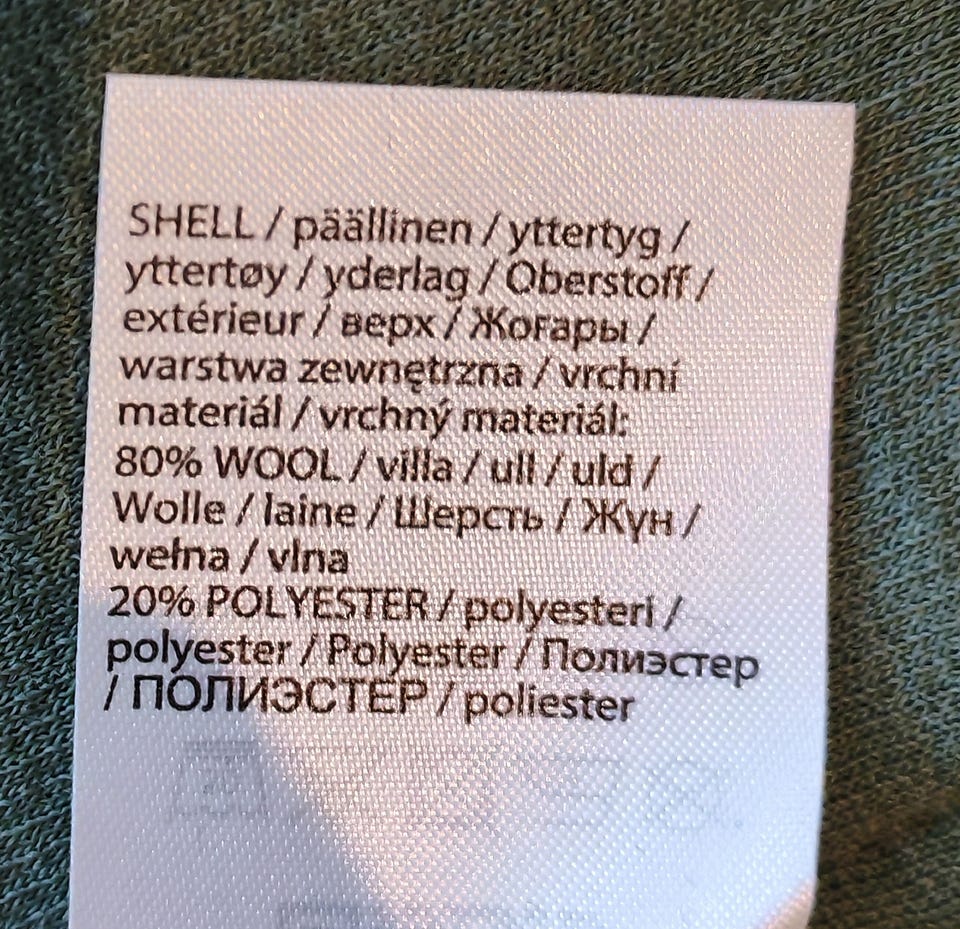 SHELL / päällinen / yttertyg /
yttertøy / yderlag / Oberstoff /
extérieur / верх / Жоғары /
warstwa zewnętrzna / vrchní
materiál / vrchný materiál:
80% WOOL / villa / ull / uld /
Wolle / laine / Шерсть / Жүн /
wełna / vlna
20% POLYESTER / polyesteri /
polyester / Polyester / Полиэстер
/ ПОЛИЭСТЕР / poliester